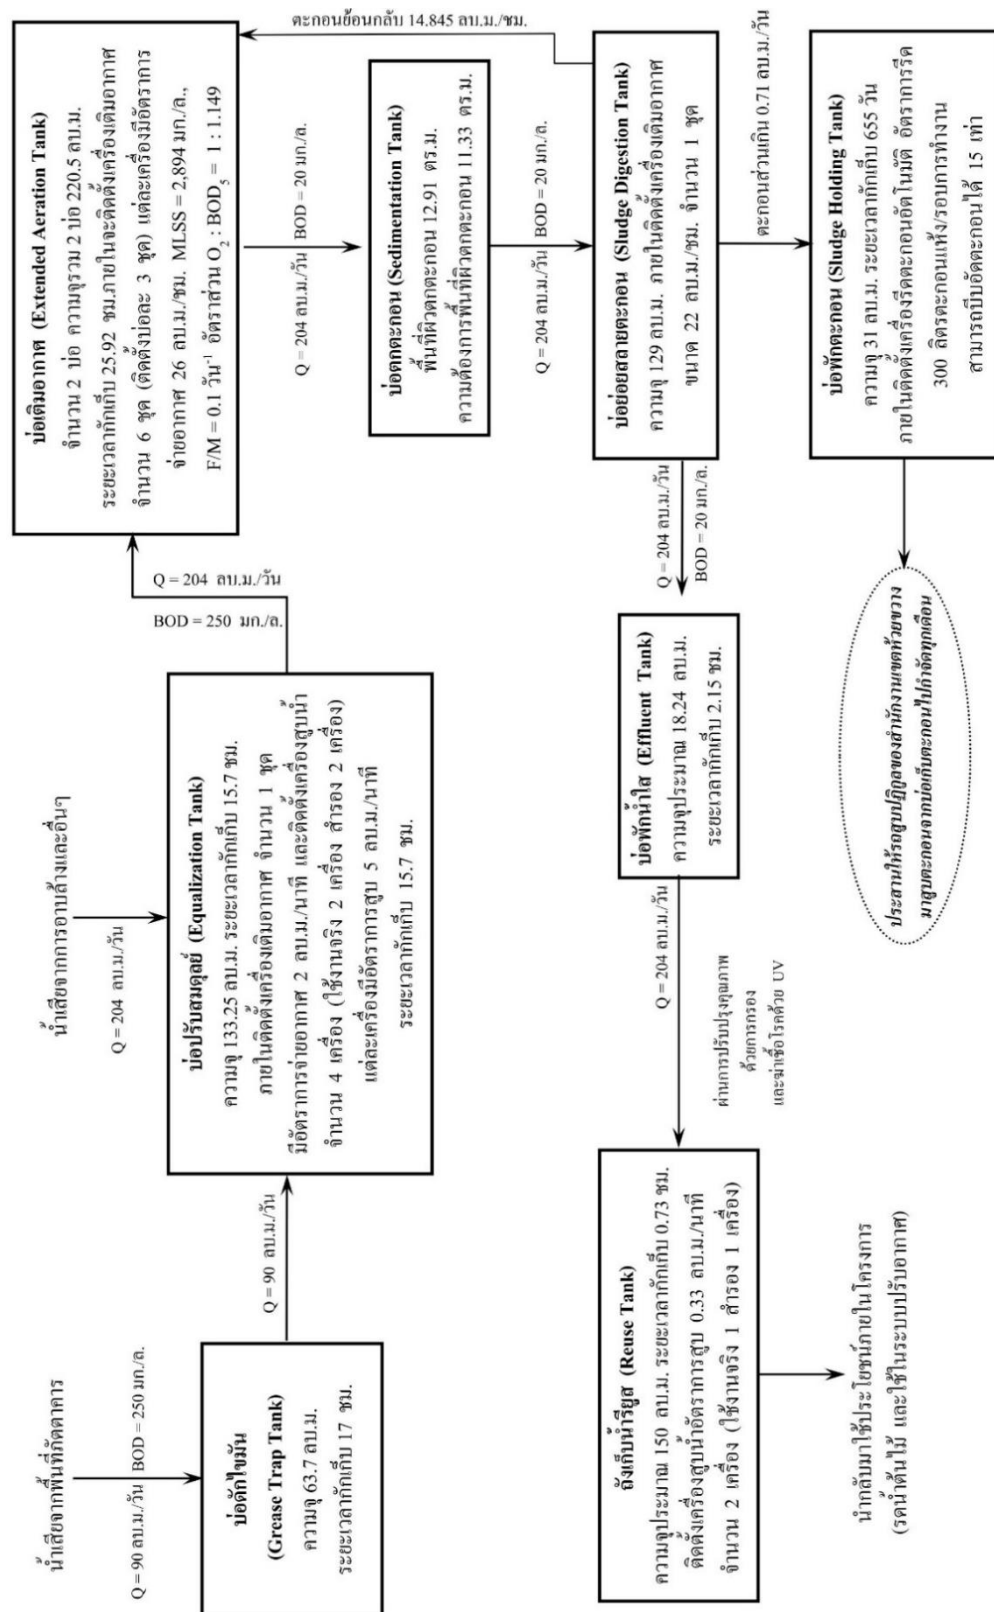 น้ำเสียจากพื้นที่ภัตตาคาร
Q = 90 ลบ.ม./วัน BOD = 250 มก./ล.
บ่อดักไขมัน
(Grease Trap Tank)
ความจุ 63.7 ลบ.ม.
ระยะเวลากักเก็บ 17 ชม.
Q = 90 ลบ.ม./วัน
น้ำเสียจากการอาบล้างและอื่นๆ
Q = 204 ลบ.ม./วัน
บ่อปรับสมดุลย์ (Equalization Tank)
ความจุ 133.25 ลบ.ม. ระยะเวลากักเก็บ 15.7 ชม.
ภายในติดตั้งเครื่องเติมอากาศ จำนวน 1 ชุด
มีอัตราการจ่ายอากาศ 2 ลบ.ม./นาที และติดตั้งเครื่องสูบน้ำ
จำนวน 4 เครื่อง (ใช้งานจริง 2 เครื่อง สำรอง 2 เครื่อง)
แต่ละเครื่องมีอัตราการสูบ 5 ลบ.ม./นาที
ระยะเวลากักเก็บ 15.7 ชม.
Q = 204 ลบ.ม./วัน
BOD = 250 มก./ล.
บ่อเติมอากาศ (Extended Aeration Tank)
จำนวน 2 บ่อ ความจุรวม 2 บ่อ 220.5 ลบ.ม.
ระยะเวลากักเก็บ 25.92 ชม.ภายในจะติดตั้งเครื่องเติมอากาศ
จำนวน 6 ชุด (ติดตั้งบ่อละ 3 ชุด) แต่ละเครื่องมีอัตราการ
จ่ายอากาศ 26 ลบ.ม./ชม. MLSS = 2,894 มก./ล.,
F/M = 0.1 วัน⁻¹ อัตราส่วน O₂ : BOD₅ = 1 : 1.149
ตะกอนย้อนกลับ 14.845 ลบ.ม./ชม.
Q = 204 ลบ.ม./วัน BOD = 20 มก./ล.
บ่อตกตะกอน (Sedimentation Tank)
พื้นที่ผิวตกตะกอน 12.91 ตร.ม.
ความต้องการพื้นที่ผิวตกตะกอน 11.33 ตร.ม.
Q = 204 ลบ.ม./วัน BOD = 20 มก./ล.
บ่อย่อยสลายตะกอน (Sludge Digestion Tank)
ความจุ 129 ลบ.ม. ภายในติดตั้งเครื่องเติมอากาศ
ขนาด 22 ลบ.ม./ชม. จำนวน 1 ชุด
ตะกอนส่วนเกิน 0.71 ลบ.ม./วัน
บ่อพักตะกอน (Sludge Holding Tank)
ความจุ 31 ลบ.ม. ระยะเวลากักเก็บ 655 วัน
ภายในติดตั้งเครื่องรีดตะกอนอัตโนมัติ อัตราการรีด
300 ลิตรตะกอนแห้ง/รอบการทำงาน
สามารถบีบอัดตะกอนได้ 15 เท่า
ประสานให้รถสูบปฏิกูลของสำนักงานเขตห้วยขวาง
มาสูบตะกอนจากบ่อเก็บตะกอนไปกำจัดทุกเดือน
Q = 204 ลบ.ม./วัน
BOD = 20 มก./ล.
บ่อพักน้ำใส (Effluent Tank)
ความจุประมาณ 18.24 ลบ.ม.
ระยะเวลากักเก็บ 2.15 ชม.
Q = 204 ลบ.ม./วัน
ผ่านการปรับปรุงคุณภาพ
ด้วยการกรอง
และฆ่าเชื้อโรคด้วย UV
ถังเก็บน้ำรียูส (Reuse Tank)
ความจุประมาณ 150 ลบ.ม. ระยะเวลากักเก็บ 0.73 ชม.
ติดตั้งเครื่องสูบน้ำอัตราการสูบ 0.33 ลบ.ม./นาที
จำนวน 2 เครื่อง (ใช้งานจริง 1 สำรอง 1 เครื่อง)
นำกลับมาใช้ประโยชน์ภายในโครงการ
(รดน้ำต้นไม้ และใช้ในระบบปรับอากาศ)